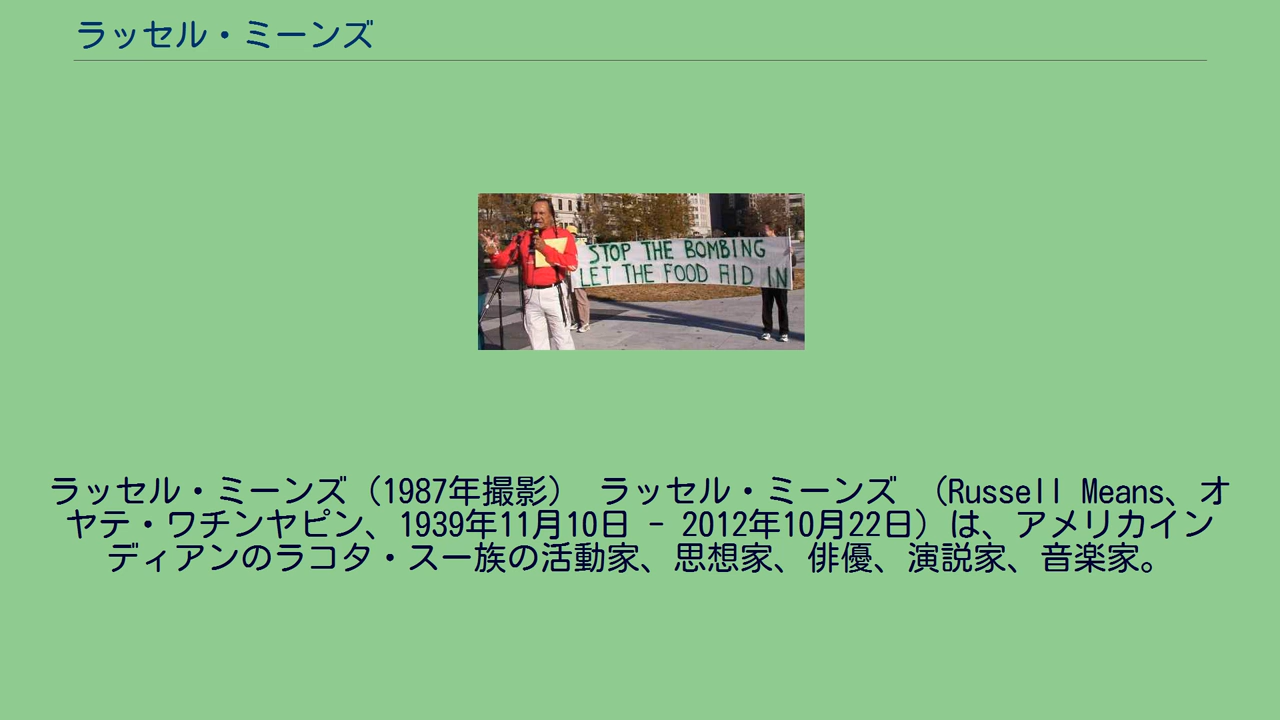 ラッセル・ミーンズ
STOP THE BOMBING
LET THE FOOD AID IN
ラッセル・ミーンズ（1987年撮影） ラッセル・ミーンズ （Russell Means、オ
ヤテ・ワチンヤピン、1939年11月10日 - 2012年10月22日）は、アメリカイン
ディアンのラコタ・スー族の活動家、思想家、俳優、演説家、音楽家。